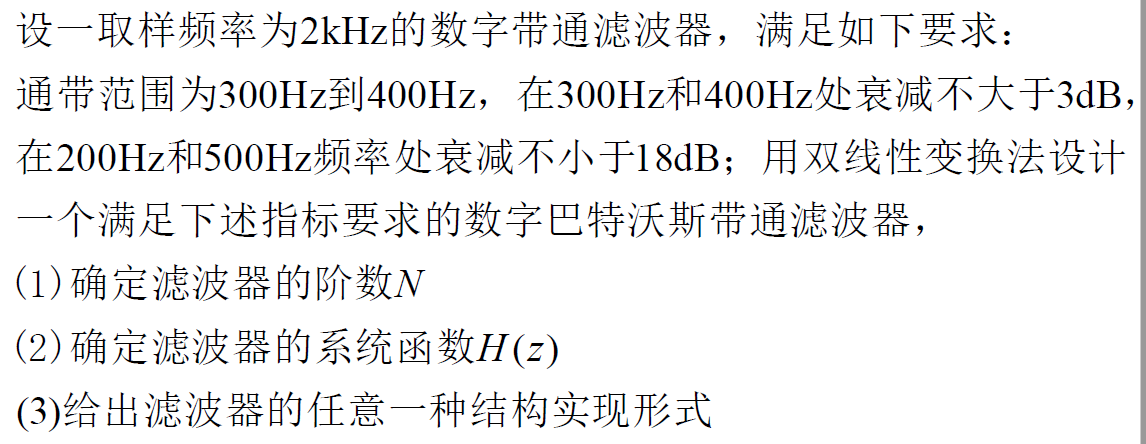 设一取样频率为2kHz的数字带通滤波器，满足如下要求：
通带范围为300Hz到400Hz，在300Hz和400Hz处衰减不大于3dB，
在200Hz和500Hz频率处衰减不小于18dB；用双线性变换法设计
一个满足下述指标要求的数字巴特沃斯带通滤波器，
(1)确定滤波器的阶数N
(2)确定滤波器的系统函数H(z)
(3)给出滤波器的任意一种结构实现形式